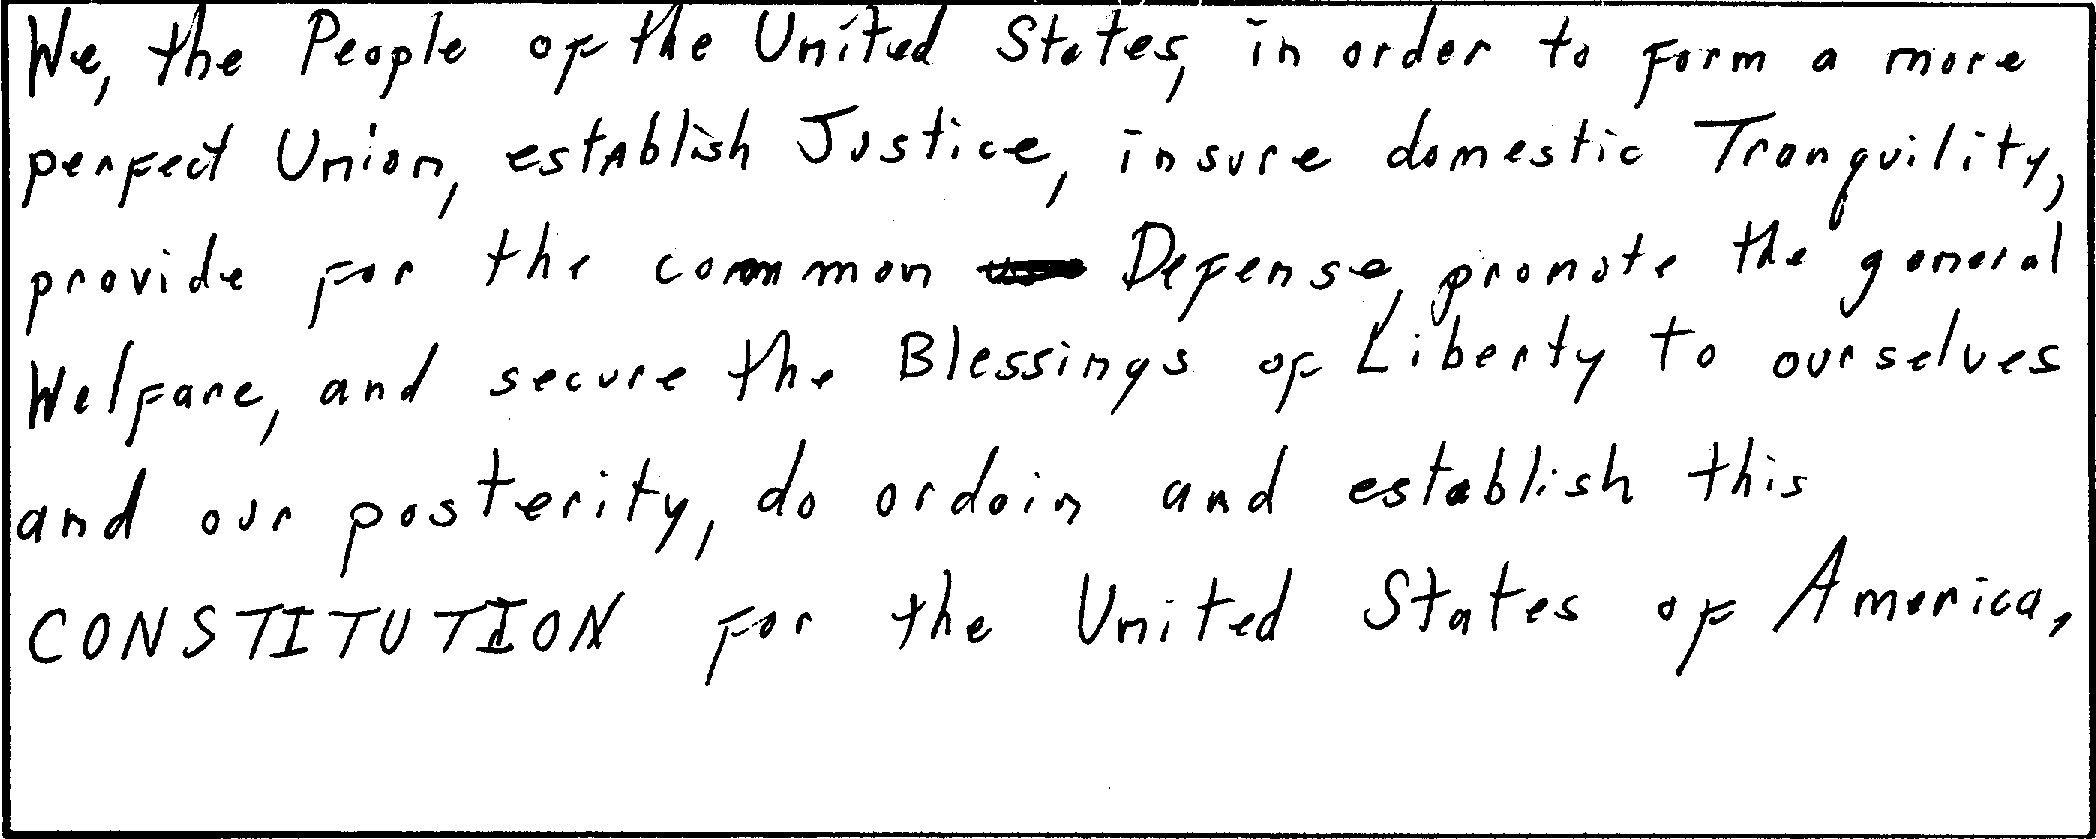 We, the People of the United States, in order to form a more
perfect Union, establish Justice, insure domestic Tranquility,
provide for the common Defense, promote the general
Welfare, and secure the Blessings of Liberty to ourselves
and our posterity, do ordain and establish this
CONSTITUTION for the United States of America,